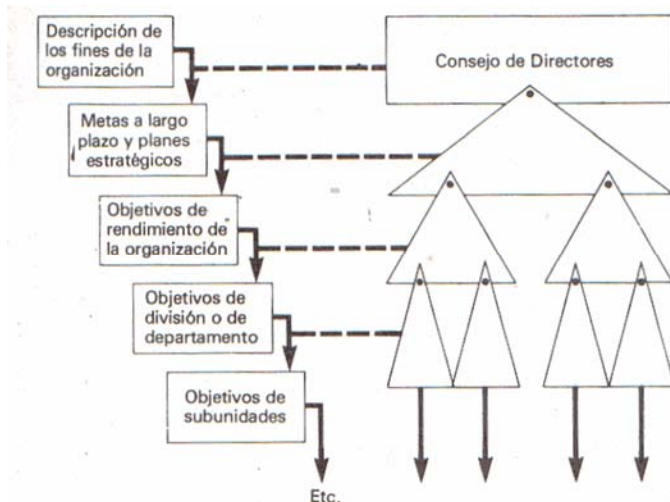 Descripción de
los fines de la
organización
Consejo de Directores
Metas a largo
plazo y planes
estratégicos
Objetivos de
rendimiento de
la organización
Objetivos de
división o de
departamento
Objetivos de
subunidades
Etc.